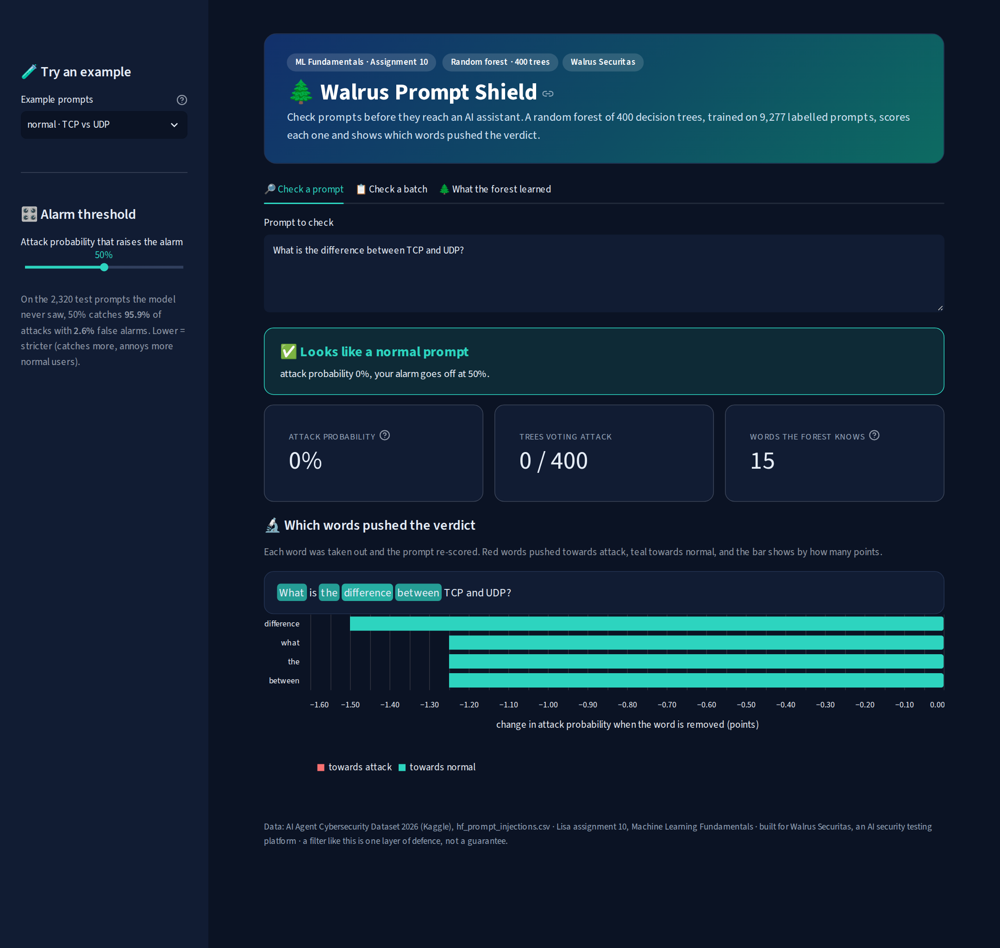 🧪 Try an example
Example prompts
normal · TCP vs UDP
🎛️ Alarm threshold
Attack probability that raises the alarm
50%
On the 2,320 test prompts the model
never saw, 50% catches 95.9% of
attacks with 2.6% false alarms. Lower =
stricter (catches more, annoys more
normal users).
ML Fundamentals · Assignment 10
Random forest · 400 trees
Walrus Securitas
🌲 Walrus Prompt Shield
Check prompts before they reach an AI assistant. A random forest of 400 decision trees, trained on 9,277 labelled prompts, scores
each one and shows which words pushed the verdict.
🔎 Check a prompt
📋 Check a batch
🌲 What the forest learned
Prompt to check
What is the difference between TCP and UDP?
✅ Looks like a normal prompt
attack probability 0%, your alarm goes off at 50%.
ATTACK PROBABILITY
0%
TREES VOTING ATTACK
0 / 400
WORDS THE FOREST KNOWS
15
🔬 Which words pushed the verdict
Each word was taken out and the prompt re-scored. Red words pushed towards attack, teal towards normal, and the bar shows by how many points.
What is the difference between TCP and UDP?
difference
what
the
between
−1.60 −1.50 −1.40 −1.30 −1.20 −1.10 −1.00 −0.90 −0.80 −0.70 −0.60 −0.50 −0.40 −0.30 −0.20 −0.10 0.00
change in attack probability when the word is removed (points)
towards attack
towards normal
Data: AI Agent Cybersecurity Dataset 2026 (Kaggle), hf_prompt_injections.csv · Lisa assignment 10, Machine Learning Fundamentals · built for Walrus Securitas, an AI security testing
platform · a filter like this is one layer of defence, not a guarantee.